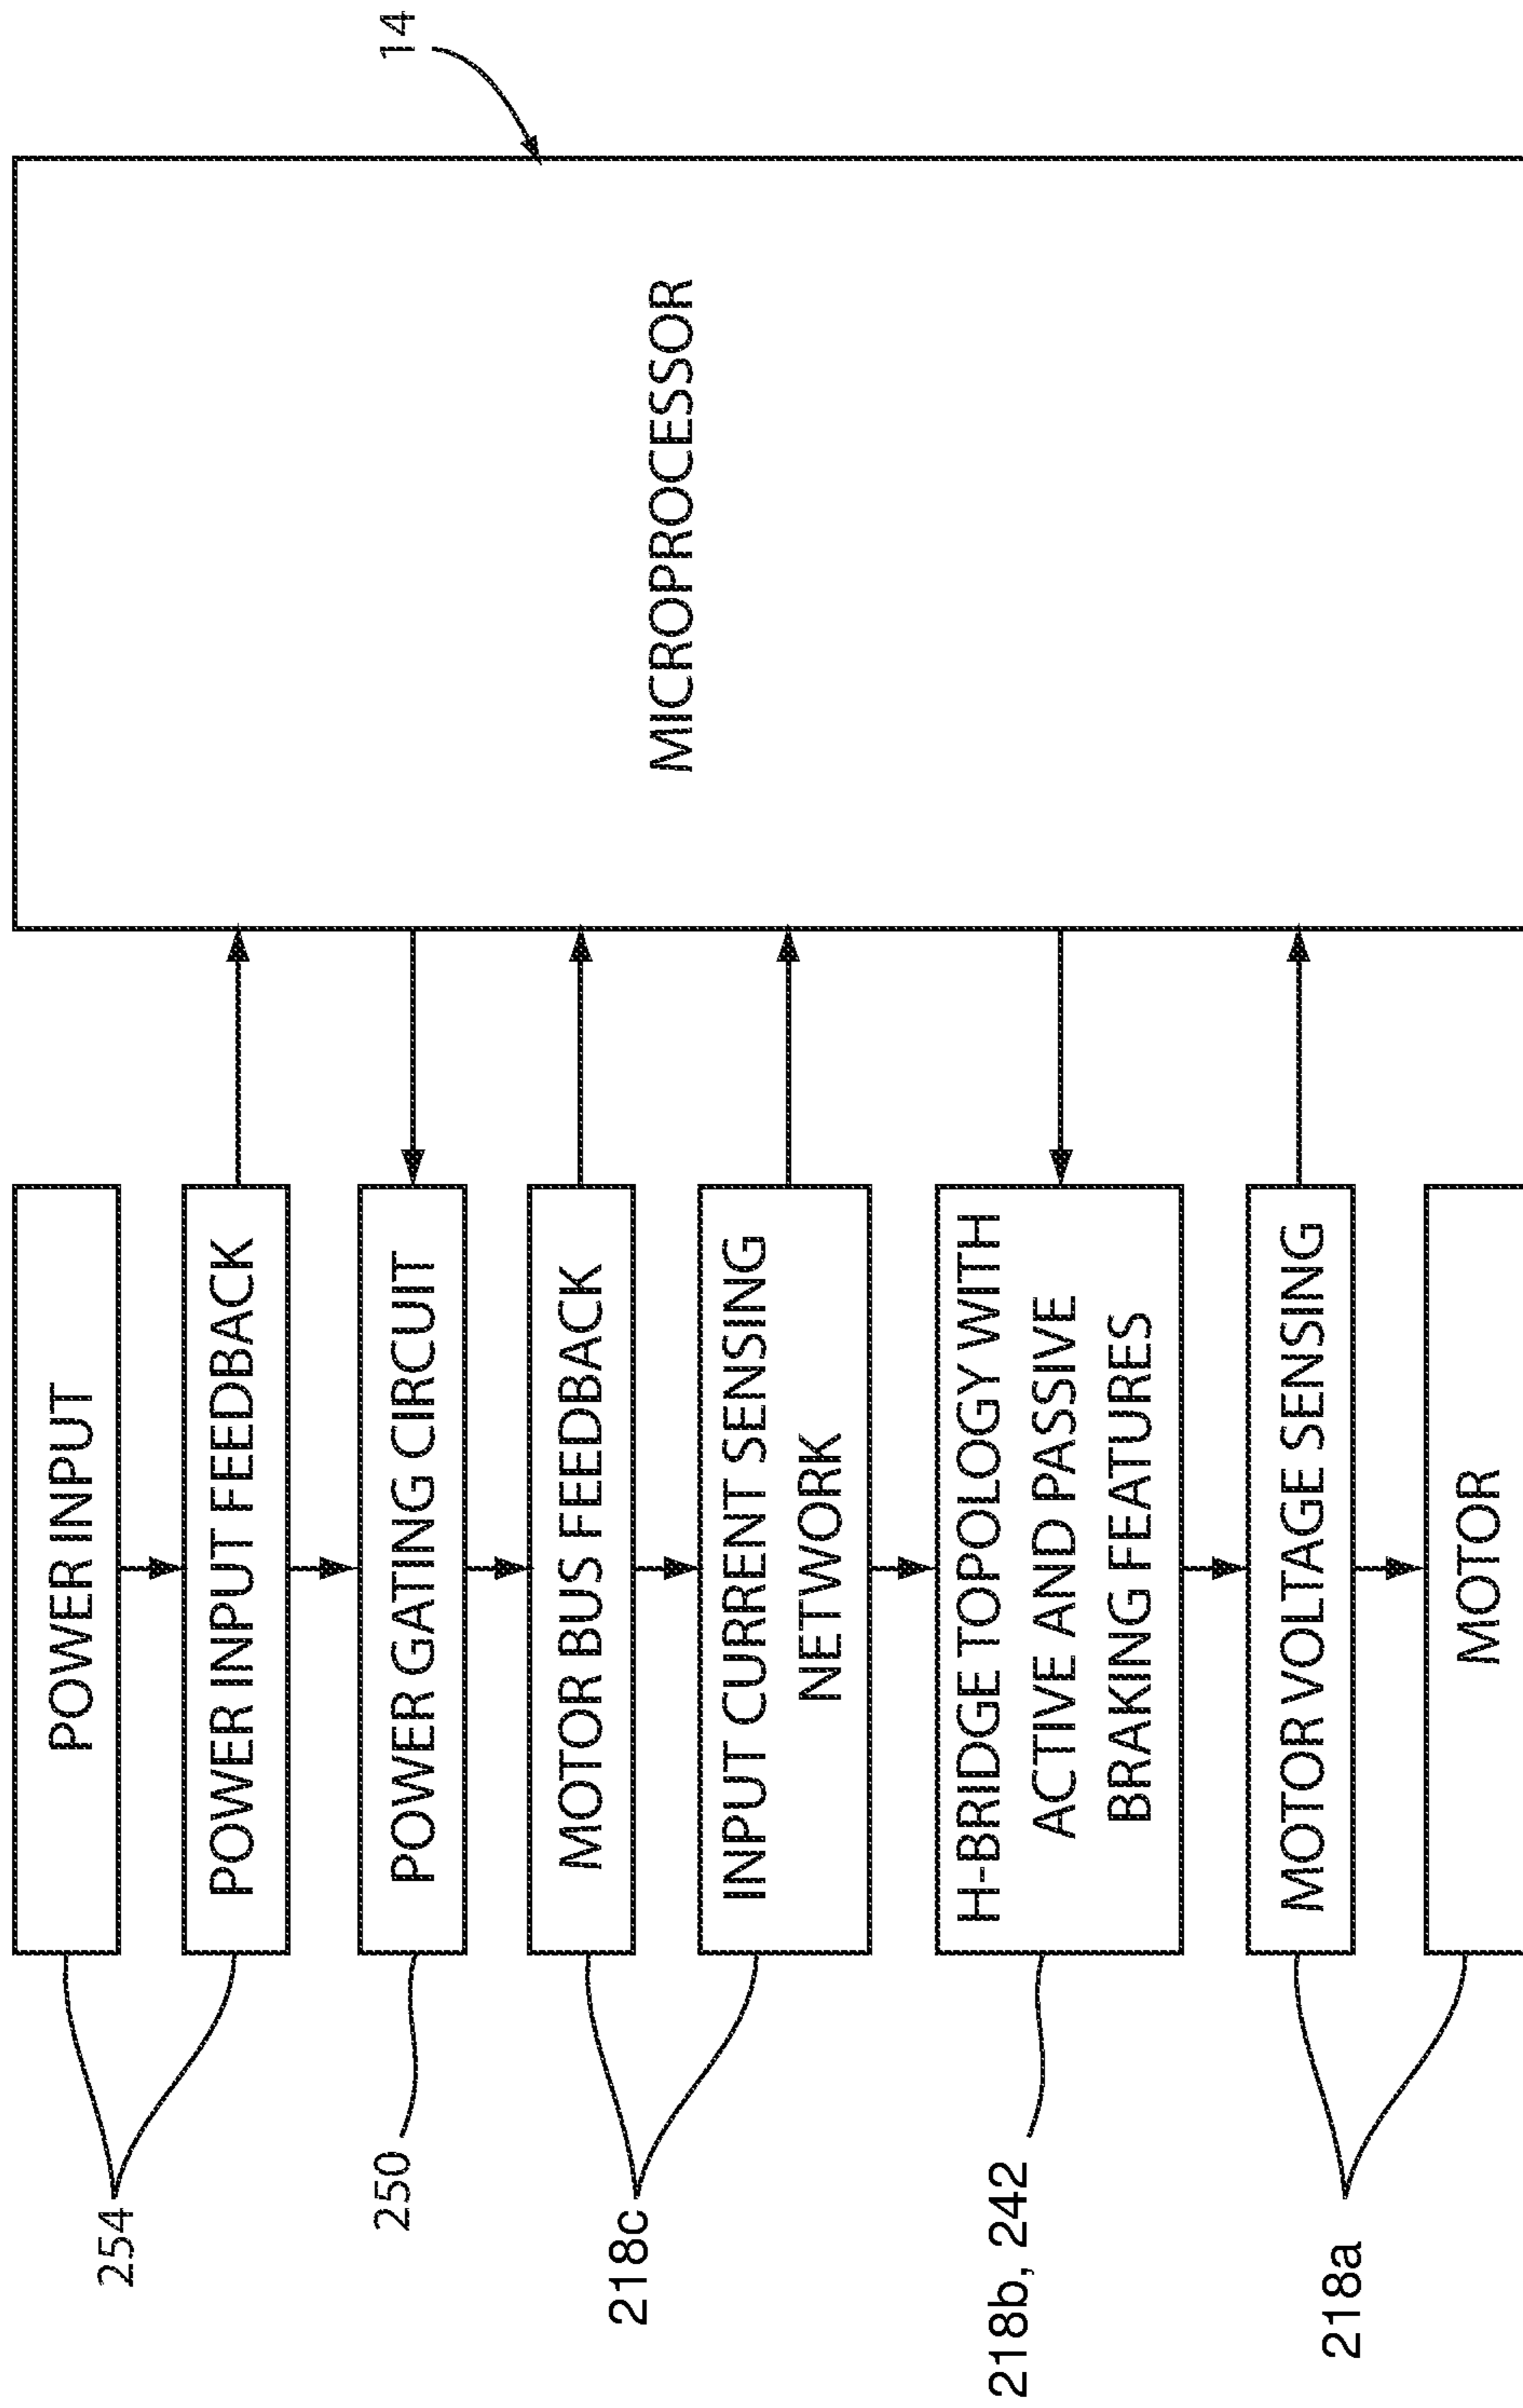 14
MICROPROCESSOR
POWER INPUT
POWER INPUT FEEDBACK
POWER GATING CIRCUIT
MOTOR BUS FEEDBACK
INPUT CURRENT SENSING
NETWORK
H-BRIDGE TOPOLOGY WITH
ACTIVE AND PASSIVE
BRAKING FEATURES
MOTOR VOLTAGE SENSING
MOTOR
254
250
218c
218b, 242
218a